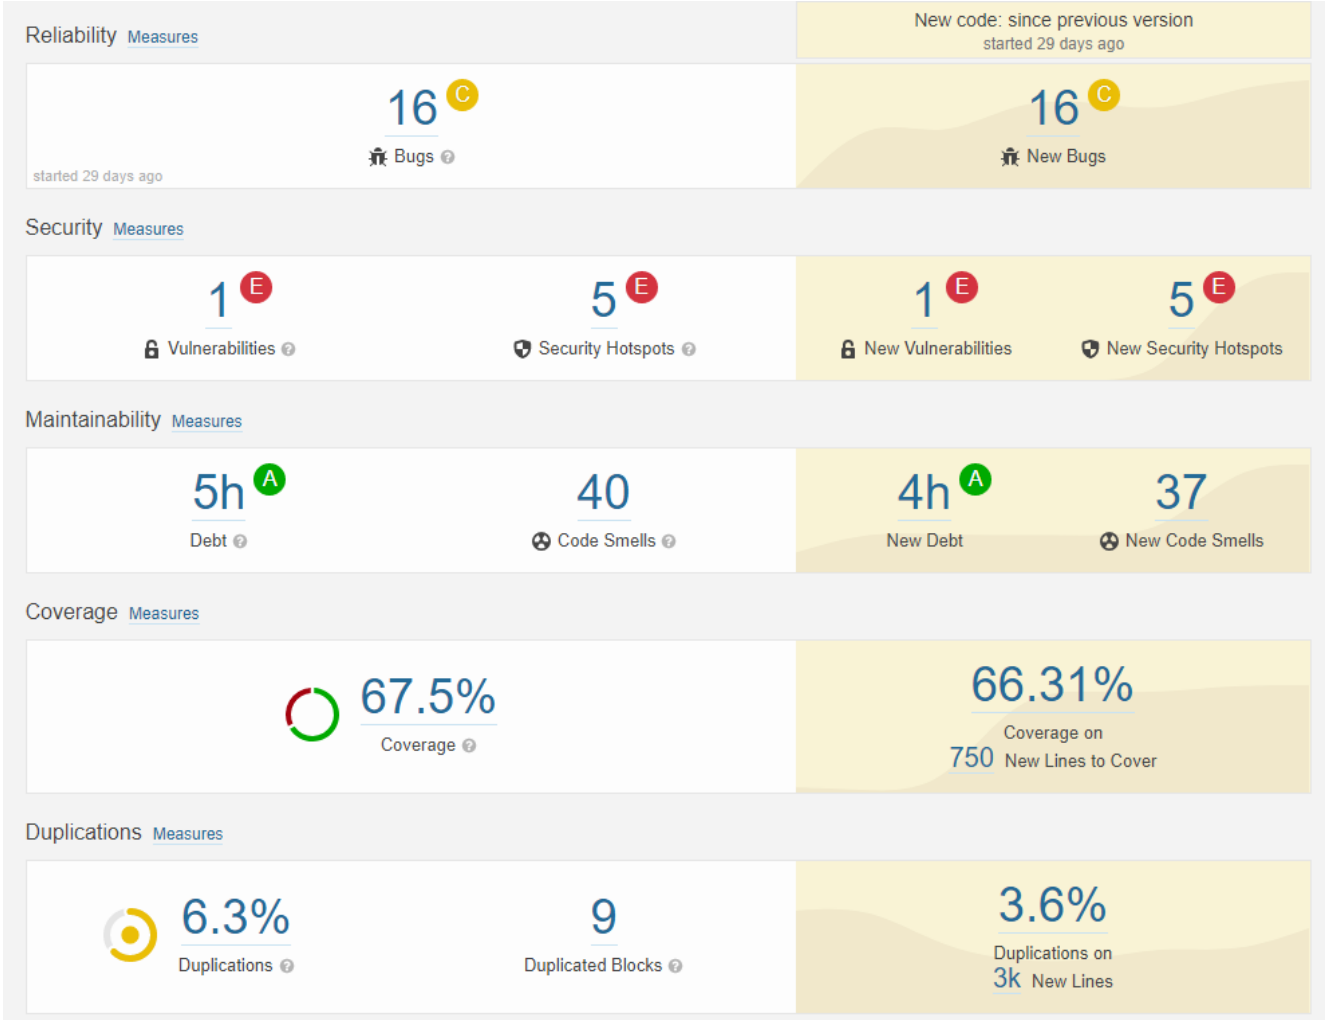 Reliability Measures
New code: since previous version
started 29 days ago
16 C
Bugs ?
started 29 days ago
16 C
New Bugs
Security Measures
1 E
Vulnerabilities ?
5 E
Security Hotspots ?
1 E
New Vulnerabilities
5 E
New Security Hotspots
Maintainability Measures
5h A
Debt ?
40
Code Smells ?
4h A
New Debt
37
New Code Smells
Coverage Measures
67.5%
Coverage ?
66.31%
Coverage on
750 New Lines to Cover
Duplications Measures
6.3%
Duplications ?
9
Duplicated Blocks ?
3.6%
Duplications on
3k New Lines